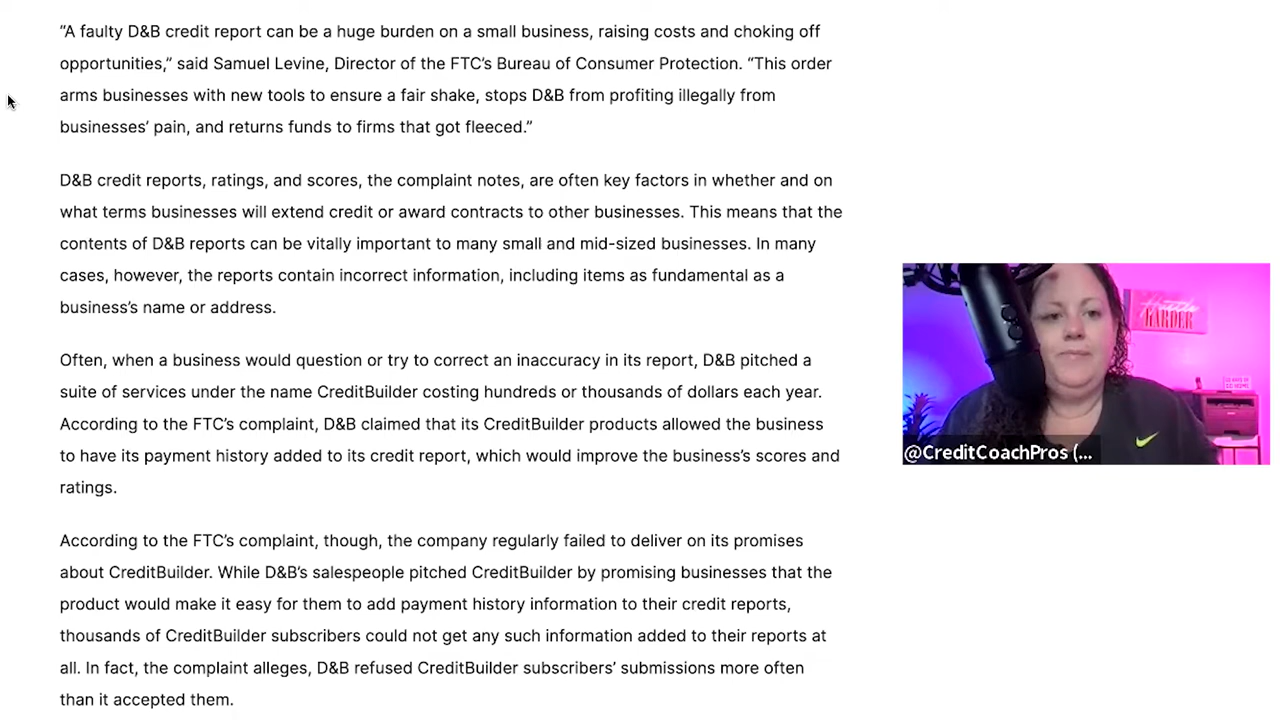 “A faulty D&B credit report can be a huge burden on a small business, raising costs and choking off
opportunities,” said Samuel Levine, Director of the FTC’s Bureau of Consumer Protection. “This order
arms businesses with new tools to ensure a fair shake, stops D&B from profiting illegally from
businesses’ pain, and returns funds to firms that got fleeced.”
D&B credit reports, ratings, and scores, the complaint notes, are often key factors in whether and on
what terms businesses will extend credit or award contracts to other businesses. This means that the
contents of D&B reports can be vitally important to many small and mid-sized businesses. In many
cases, however, the reports contain incorrect information, including items as fundamental as a
business’s name or address.
Often, when a business would question or try to correct an inaccuracy in its report, D&B pitched a
suite of services under the name CreditBuilder costing hundreds or thousands of dollars each year.
According to the FTC’s complaint, D&B claimed that its CreditBuilder products allowed the business
to have its payment history added to its credit report, which would improve the business’s scores and
ratings.
According to the FTC’s complaint, though, the company regularly failed to deliver on its promises
about CreditBuilder. While D&B’s salespeople pitched CreditBuilder by promising businesses that the
product would make it easy for them to add payment history information to their credit reports,
thousands of CreditBuilder subscribers could not get any such information added to their reports at
all. In fact, the complaint alleges, D&B refused CreditBuilder subscribers’ submissions more often
than it accepted them.
Hustle
HARDER
@CreditCoachPros (...